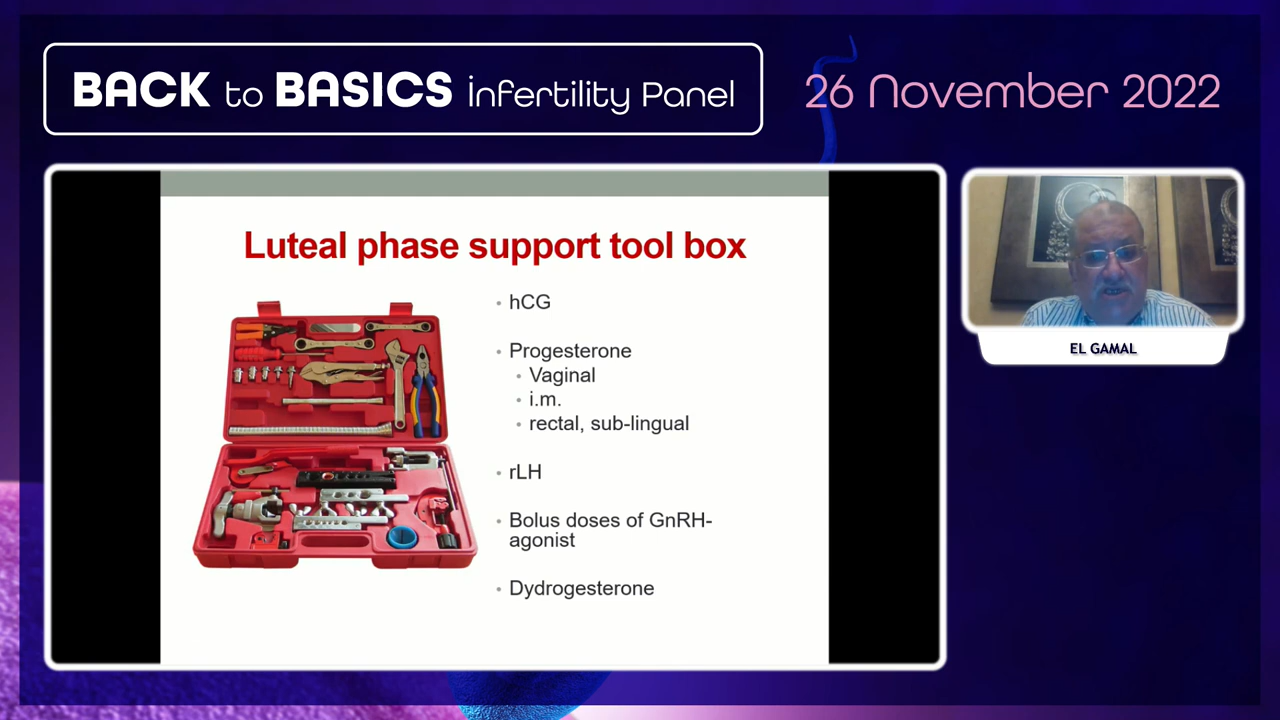 BACK to BASICS infertility Panel
26 November 2022
Luteal phase support tool box
• hCG
• Progesterone
• Vaginal
• i.m.
• rectal, sub-lingual
• rLH
• Bolus doses of GnRH-
agonist
• Dydrogesterone
EL GAMAL